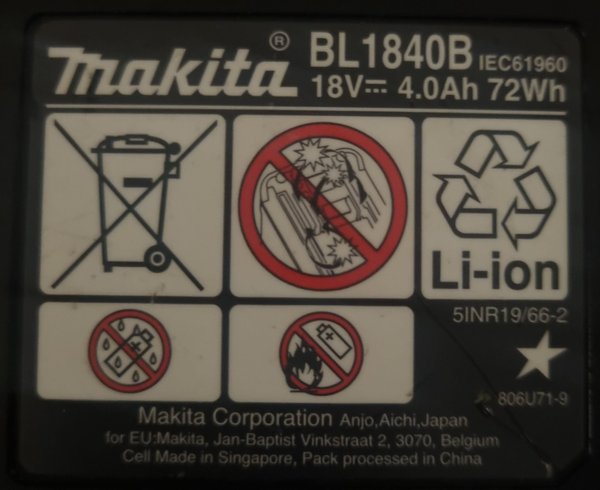 makita ® BL1840B IEC61960
18V⎓ 4.0Ah 72Wh
Li-ion
5INR19/66-2
806U71-9
Makita Corporation Anjo,Aichi,Japan
for EU:Makita, Jan-Baptist Vinkstraat 2, 3070, Belgium
Cell Made in Singapore, Pack processed in China